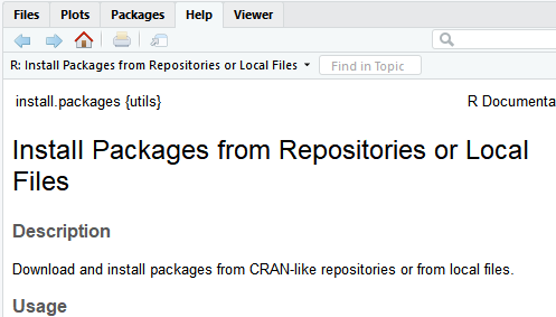 Files Plots Packages Help Viewer
R: Install Packages from Repositories or Local Files Find in Topic
install.packages {utils} R Documenta
Install Packages from Repositories or Local
Files
Description
Download and install packages from CRAN-like repositories or from local files.
Usage